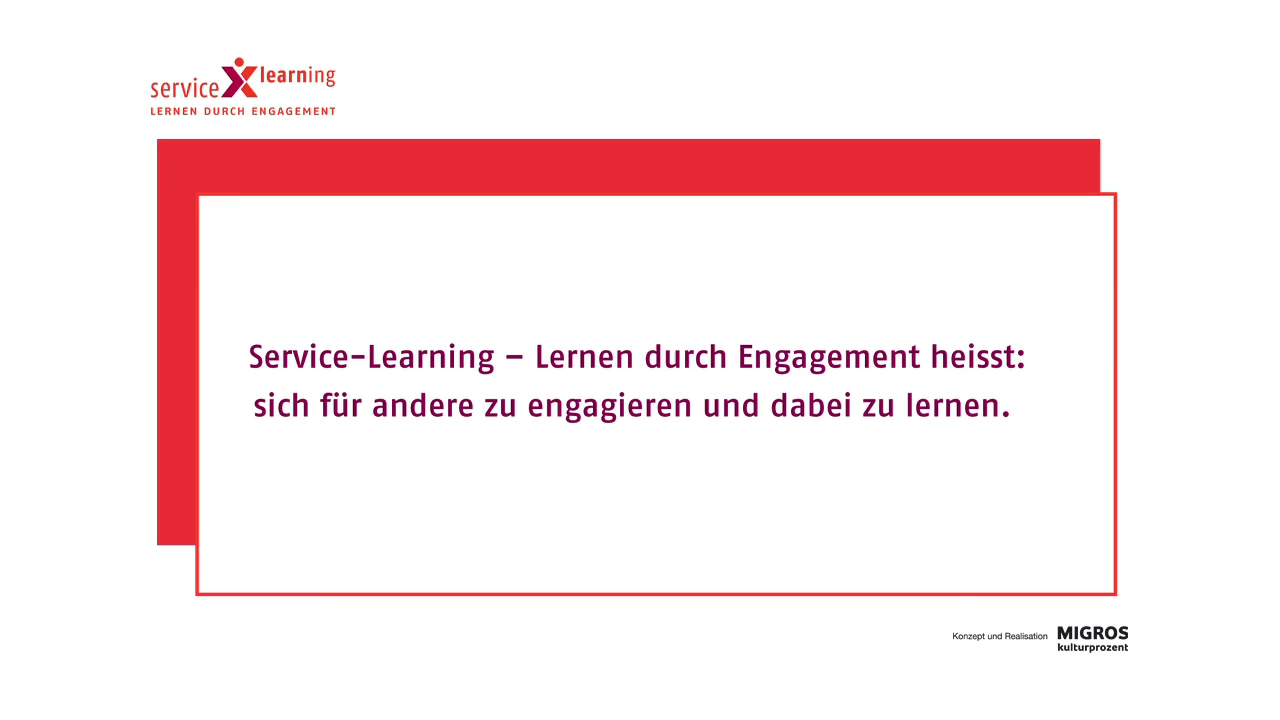 service learning
LERNEN DURCH ENGAGEMENT
Service-Learning – Lernen durch Engagement heisst:
sich für andere zu engagieren und dabei zu lernen.
Konzept und Realisation MIGROS
kulturprozent